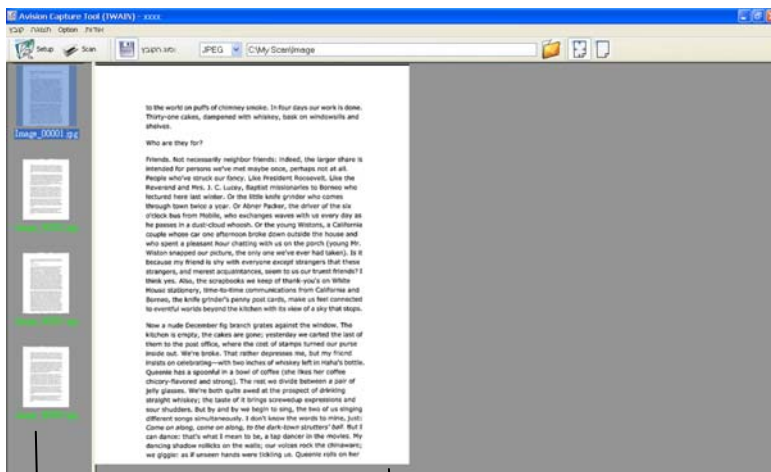 Avision Capture Tool (TWAIN) - xxxx
קובץ תצוגה Option אודות
Setup Scan סוג הקובץ JPEG C:\My Scan\Image
Image_00001.jpg
to the world on puffs of chimney smoke. In four days our work is done.
Thirty-one cakes, dampened with whiskey, bask on windowsills and
shelves.
Who are they for?
Friends. Not necessarily neighbor friends: indeed, the larger share is
intended for persons we've met maybe once, perhaps not at all.
People who've struck our fancy. Like President Roosevelt. Like the
Reverend and Mrs. J. C. Lucey, Baptist missionaries to Borneo who
lectured here last winter. Or the little knife grinder who comes
through town twice a year. Or Abner Packer, the driver of the six
o'clock bus from Mobile, who exchanges waves with us every day as
he passes in a dust-cloud whoosh. Or the young Wistons, a California
couple whose car one afternoon broke down outside the house and
who spent a pleasant hour chatting with us on the porch (young Mr.
Wiston snapped our picture, the only one we've ever had taken). Is it
because my friend is shy with everyone except strangers that these
strangers, and merest acquaintances, seem to us our truest friends? I
think yes. Also, the scrapbooks we keep of thank-you's on White
House stationery, time-to-time communications from California and
Borneo, the knife grinder's penny post cards, make us feel connected
to eventful worlds beyond the kitchen with its view of a sky that stops.
Now a nude December fig branch grates against the window. The
kitchen is empty, the cakes are gone; yesterday we carted the last of
them to the post office, where the cost of stamps turned our purse
inside out. We're broke. That rather depresses me, but my friend
insists on celebrating—with two inches of whiskey left in Haha's bottle.
Queenie has a spoonful in a bowl of coffee (she likes her coffee
chicory-flavored and strong). The rest we divide between a pair of
jelly glasses. We're both quite awed at the prospect of drinking
straight whiskey; the taste of it brings screwedup expressions and
sour shudders. But by and by we begin to sing, the two of us singing
different songs simultaneously. I don't know the words to mine, just:
Come on along, come on along, to the dark-town strutters' ball. But I
can dance: that's what I mean to be, a tap dancer in the movies. My
dancing shadow rollicks on the walls; our voices rock the chinaware;
we giggle: as if unseen hands were tickling us. Queenie rolls on her